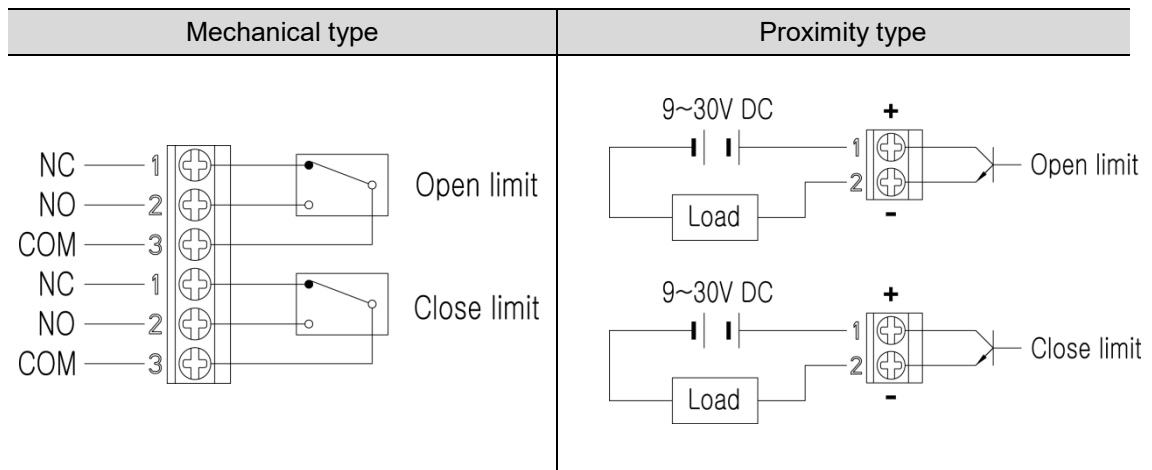 Mechanical type
Proximity type
NC 1
NO 2
COM 3
Open limit
NC 1
NO 2
COM 3
Close limit
9~30V DC
+
1
2
-
Load
Open limit
9~30V DC
+
1
2
-
Load
Close limit